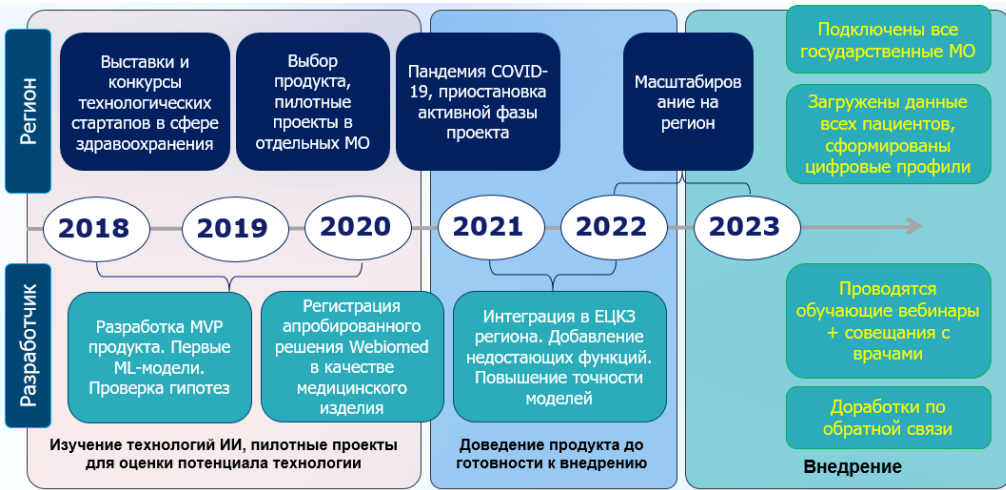 Регион
Выставки и
конкурсы
технологических
стартапов в сфере
здравоохранения
Выбор
продукта,
пилотные
проекты в
отдельных МО
Пандемия COVID-
19, приостановка
активной фазы
проекта
Масштабиров
ание на
регион
Подключены все
государственные МО
Загружены данные
всех пациентов,
сформированы
цифровые профили
2018
2019
2020
2021
2022
2023
Разработчик
Разработка MVP
продукта. Первые
ML-модели.
Проверка гипотез
Регистрация
апробированного
решения Webiomed
в качестве
медицинского
изделия
Интеграция в ЕЦКЗ
региона. Добавление
недостающих функций.
Повышение точности
моделей
Проводятся
обучающие вебинары
+ совещания с
врачами
Доработки по
обратной связи
Изучение технологий ИИ, пилотные проекты
для оценки потенциала технологии
Доведение продукта до
готовности к внедрению
Внедрение